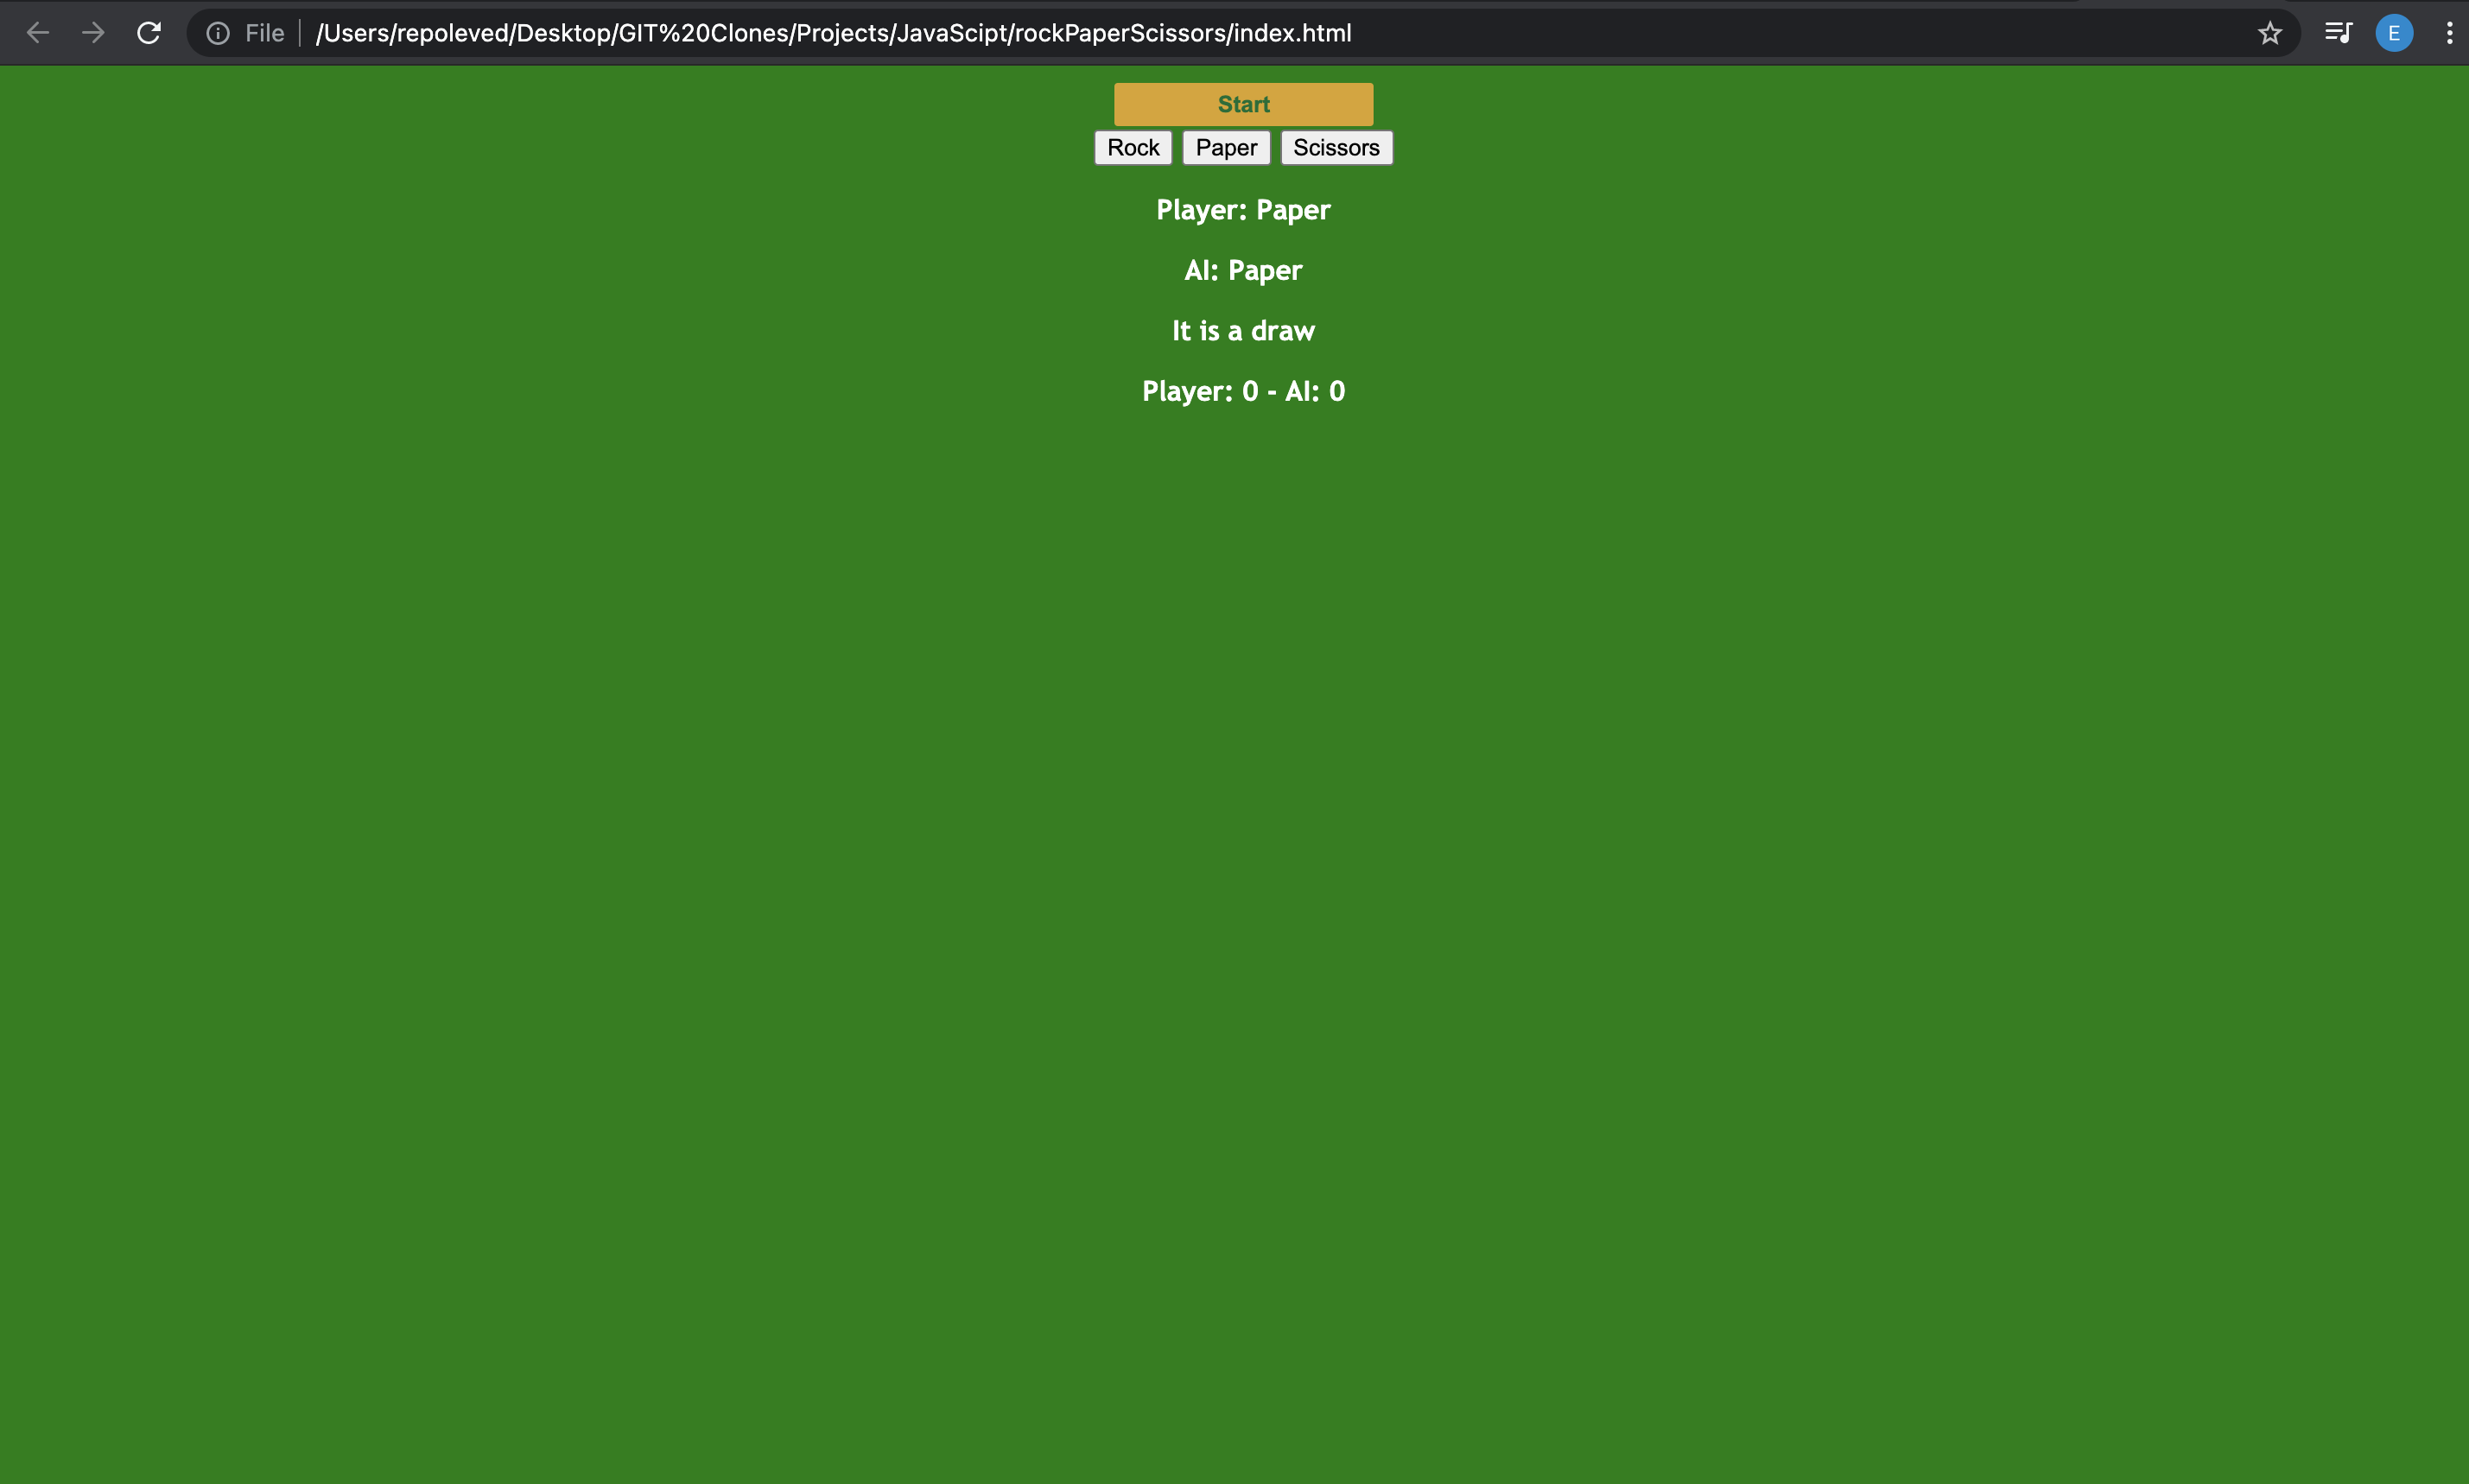 File /Users/repoleved/Desktop/GIT%20Clones/Projects/JavaScipt/rockPaperScissors/index.html E
Start
Rock Paper Scissors
Player: Paper
AI: Paper
It is a draw
Player: 0 - AI: 0